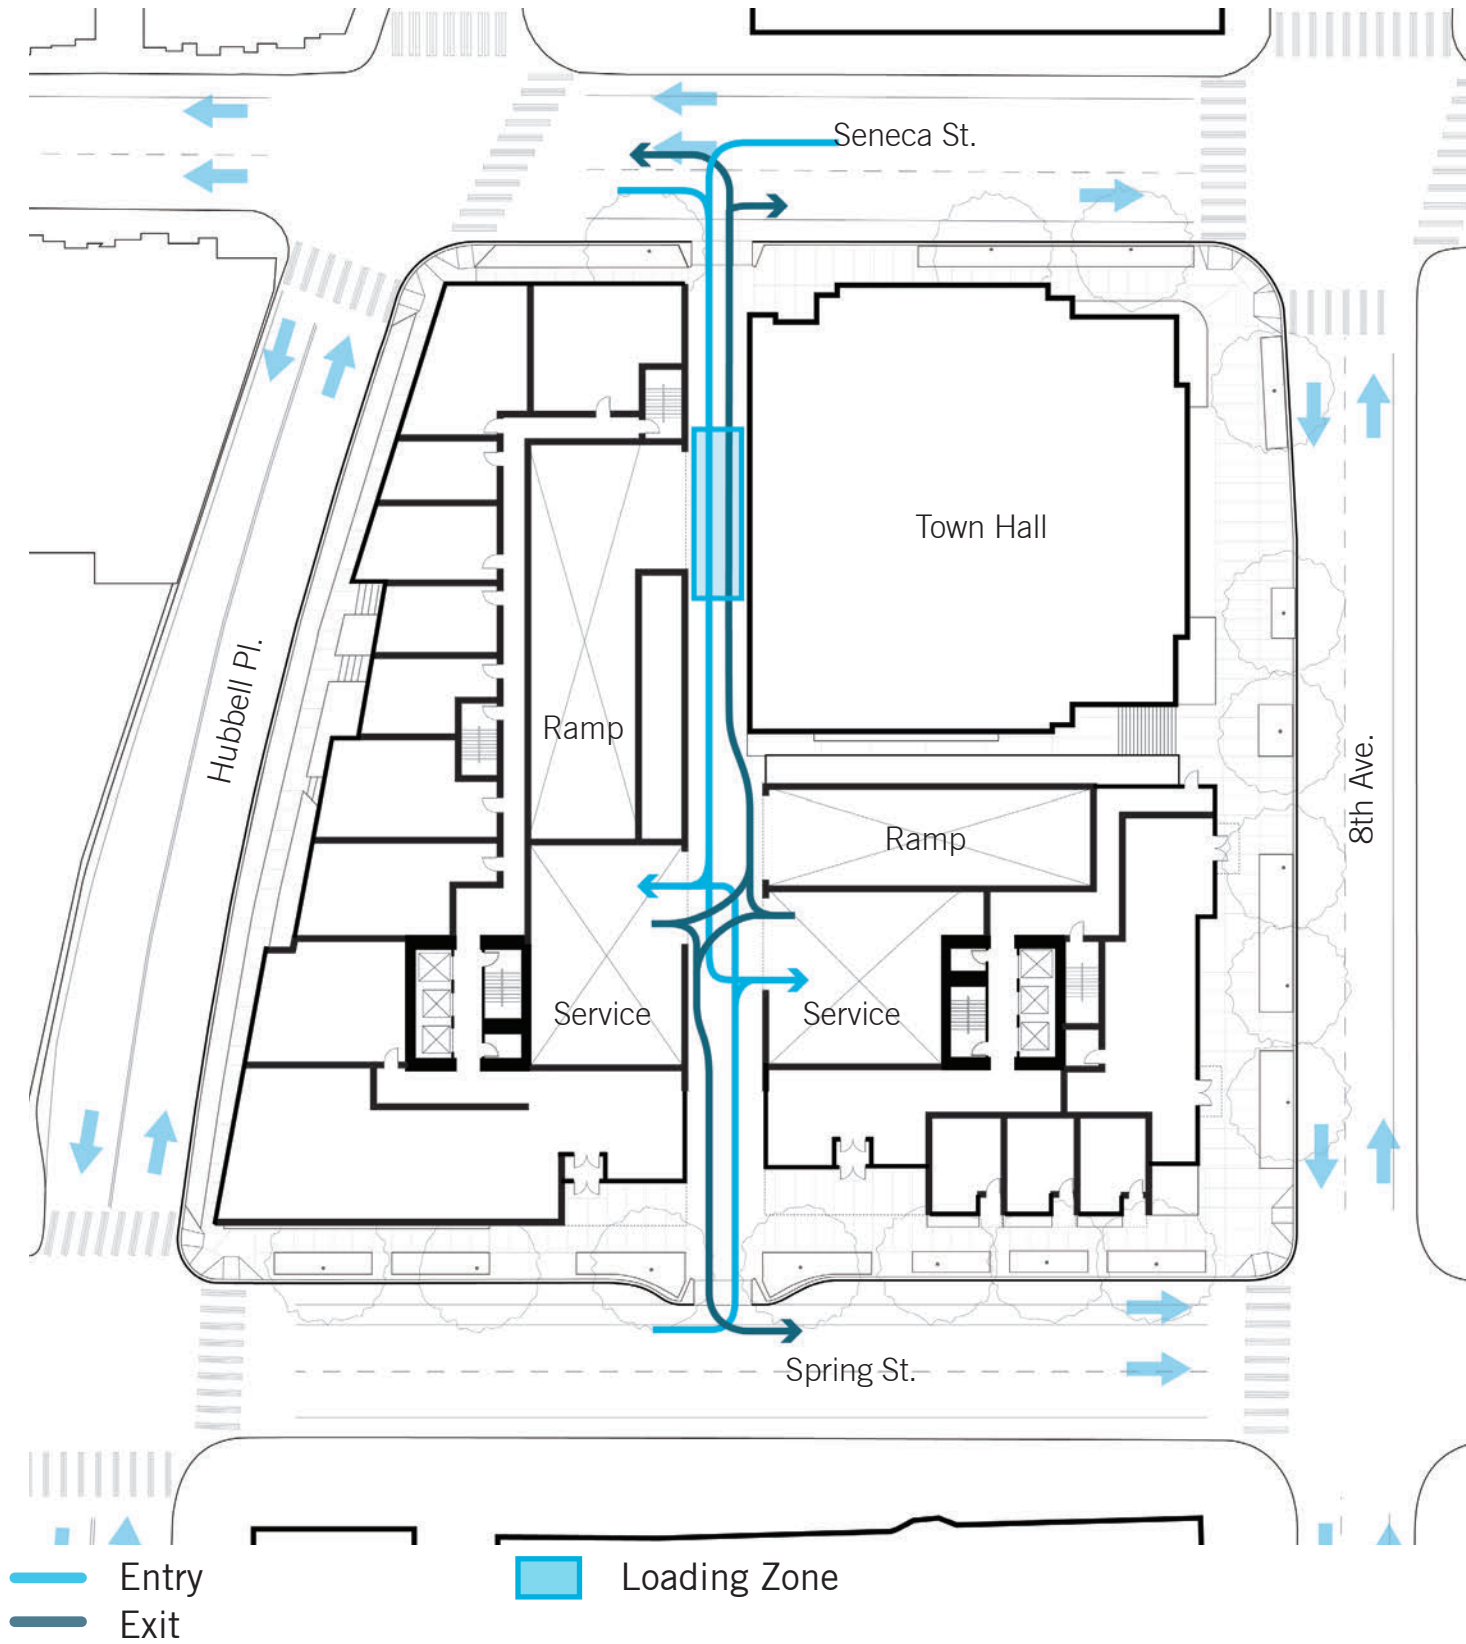 Seneca St.
Town Hall
Hubbell Pl.
Ramp
8th Ave.
Ramp
Service
Service
Spring St.
Entry
Loading Zone
Exit